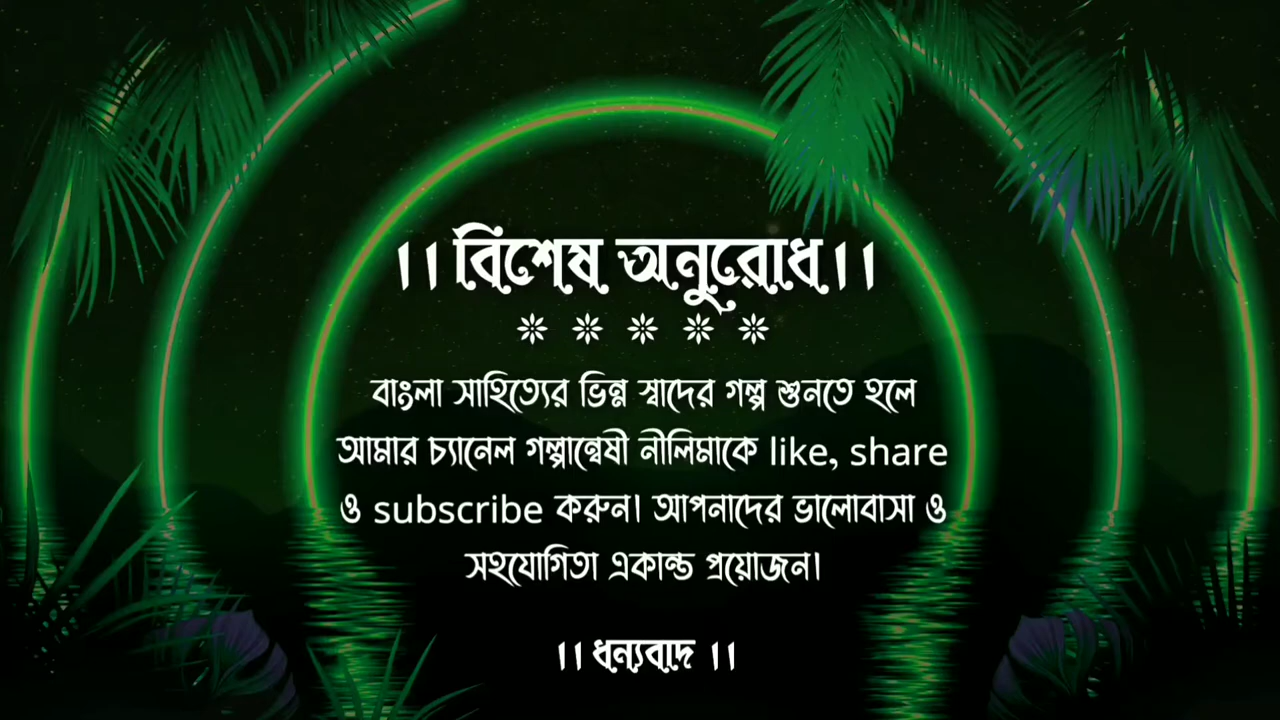 ।। বিশেষ অনুরোধ।।
বাংলা সাহিত্যের ভিন্ন স্বাদের গল্প শুনতে হলে
আমার চ্যানেল গল্পান্বেষী নীলিমাকে like, share
ও subscribe করুন। আপনাদের ভালোবাসা ও
সহযোগিতা একান্ত প্রয়োজন।
।। ধন্যবাদ ।।